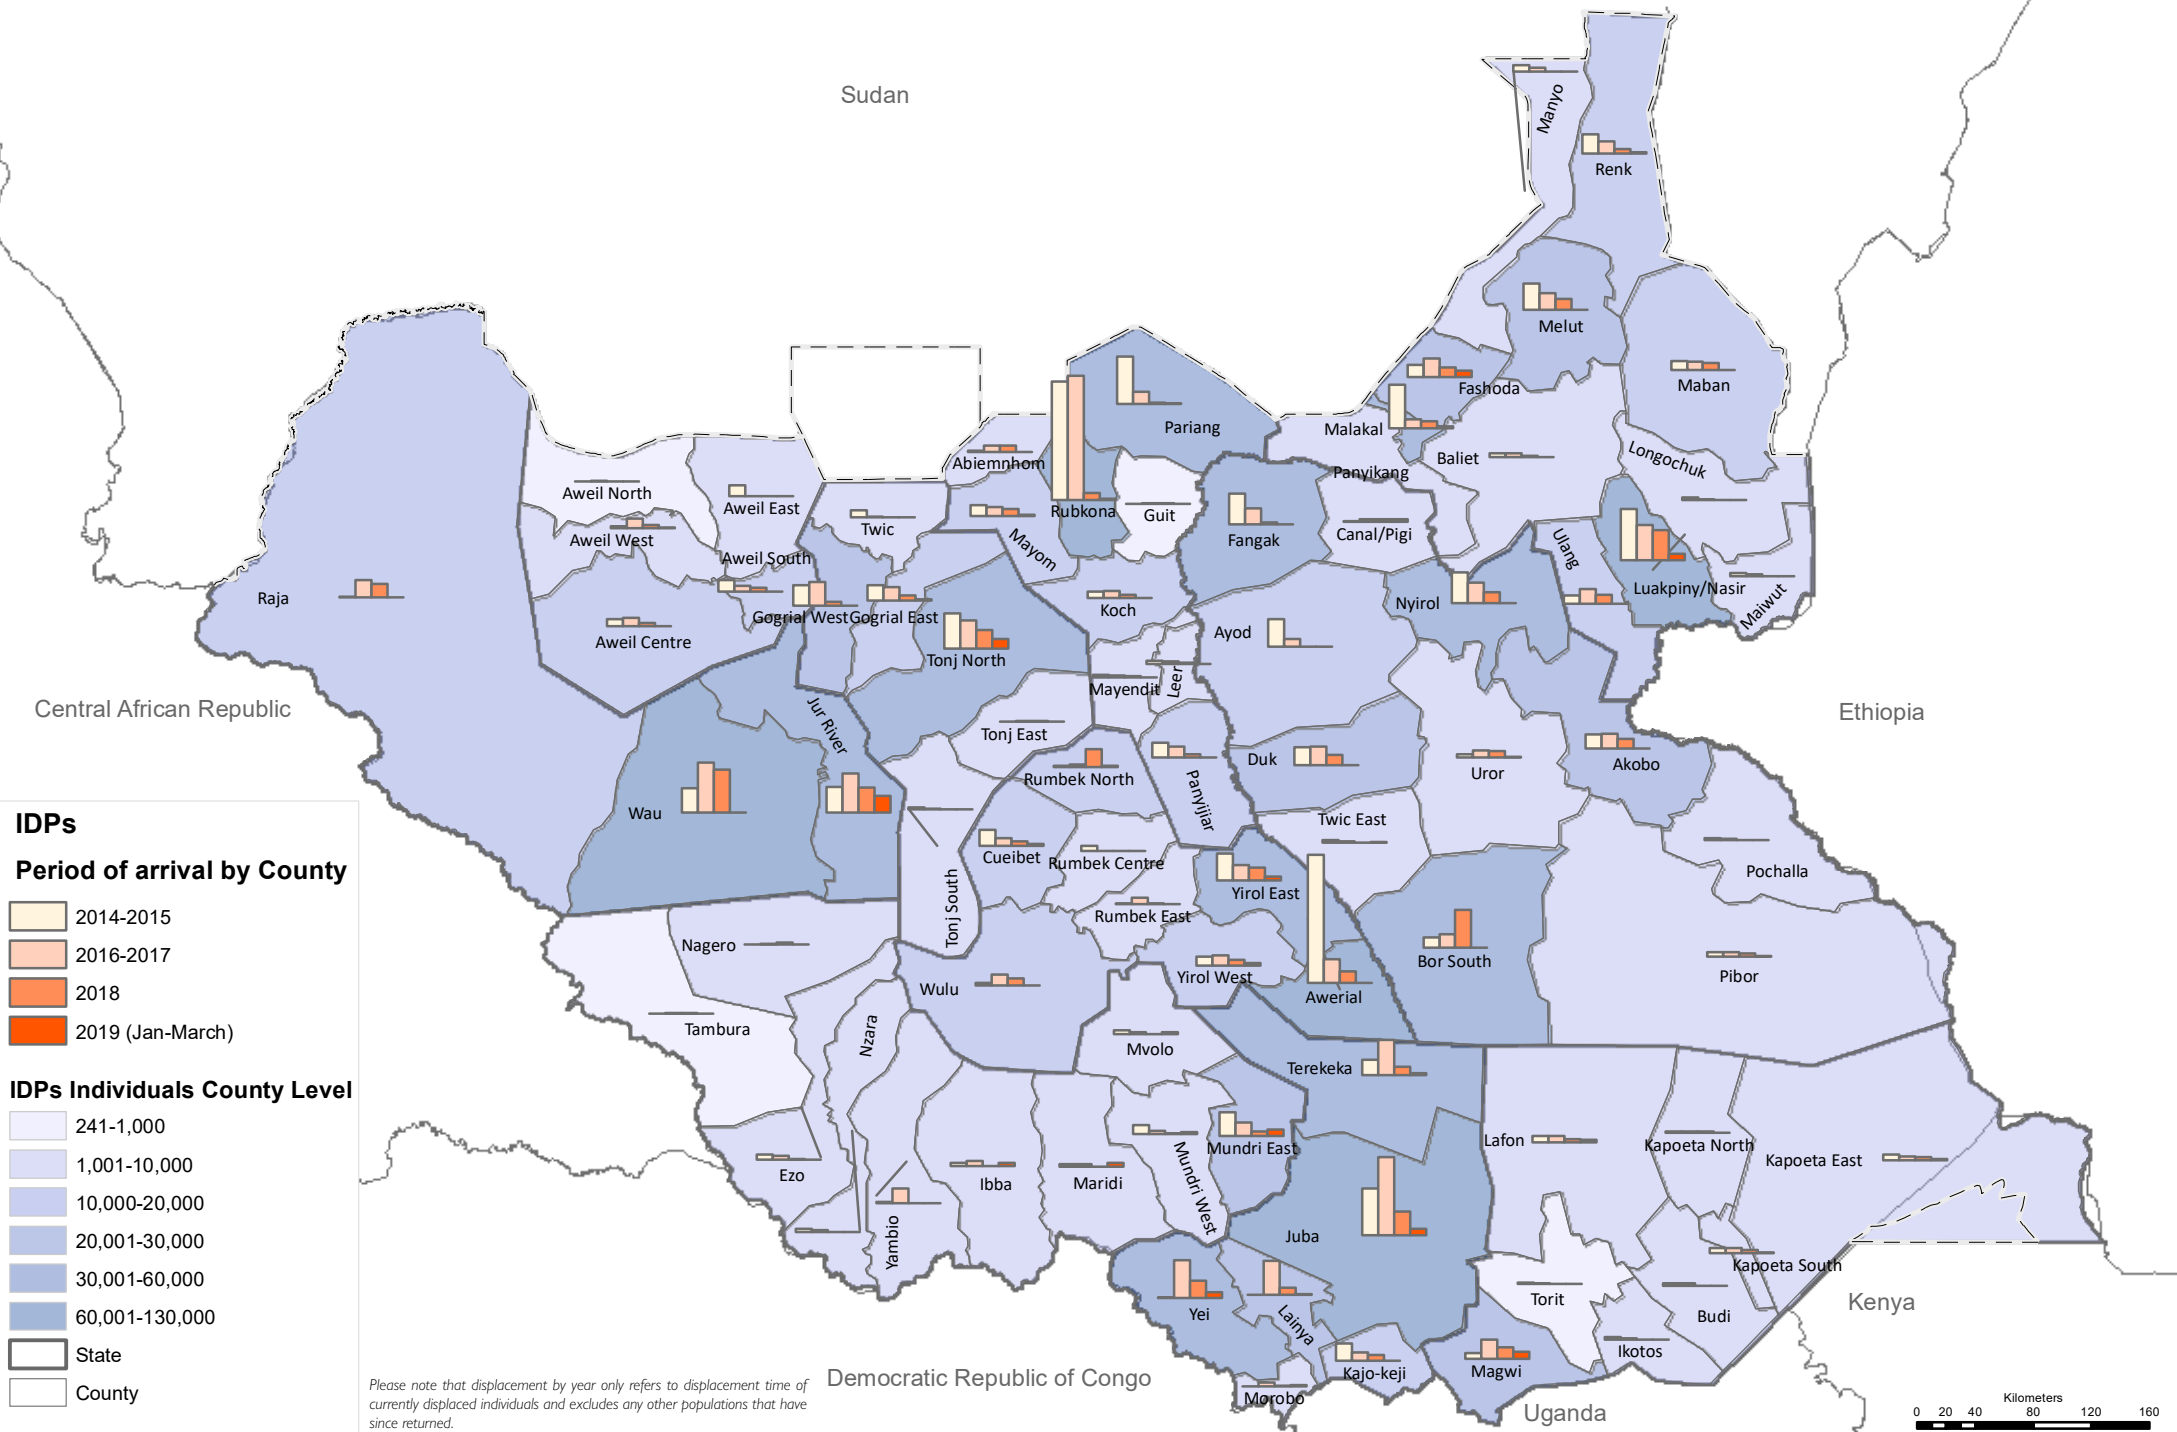 Sudan
Manyo
Renk
Melut
Maban
Fashoda
Pariang
Malakal
Baliet
Longochuk
Abiemnhom
Panyikang
Aweil North
Aweil East
Rubkona
Guit
Twic
Fangak
Canal/Pigi
Ulang
Aweil West
Mayom
Aweil South
Luakpiny/Nasir
Maiwut
Raja
Koch
Nyirol
Gogrial West
Gogrial East
Aweil Centre
Ayod
Tonj North
Mayendit
Leer
Central African Republic
Ethiopia
Jur River
Tonj East
Duk
Akobo
Uror
Rumbek North
Panyijiar
Wau
Twic East
Cueibet
Rumbek Centre
Pochalla
Yirol East
Tonj South
Rumbek East
Nagero
Bor South
Yirol West
Pibor
Wulu
Awerial
Tambura
Nzara
Mvolo
Terekeka
Lafon
Kapoeta North
Mundri East
Kapoeta East
Ezo
Ibba
Maridi
Mundri West
Juba
Yambio
Kapoeta South
Torit
Kenya
Yei
Lainya
Budi
Ikotos
Kajo-keji
Magwi
Democratic Republic of Congo
Morobo
Uganda
IDPs
Period of arrival by County
2014-2015
2016-2017
2018
2019 (Jan-March)
IDPs Individuals County Level
241-1,000
1,001-10,000
10,000-20,000
20,001-30,000
30,001-60,000
60,001-130,000
State
County
Please note that displacement by year only refers to displacement time of
currently displaced individuals and excludes any other populations that have
since returned.
Kilometers
0 20 40 80 120 160